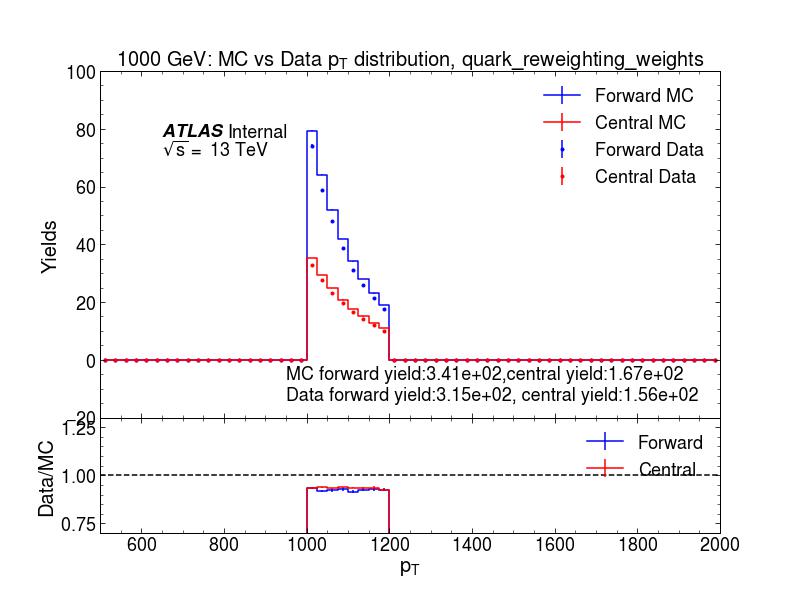 1000 GeV: MC vs Data p_T distribution, quark_reweighting_weights
100
80
60
40
20
0
−20
Yields
ATLAS Internal
√s = 13 TeV
Forward MC
Central MC
Forward Data
Central Data
MC forward yield:3.41e+02,central yield:1.67e+02
Data forward yield:3.15e+02, central yield:1.56e+02
1.25
1.00
0.75
Data/MC
Forward
Central
600 800 1000 1200 1400 1600 1800 2000
p_T